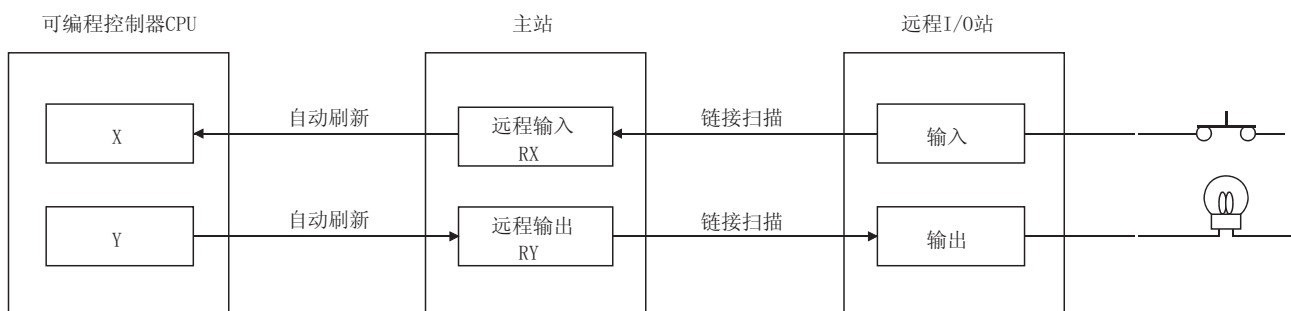 可编程控制器CPU
主站
远程I/O站
X
自动刷新
远程输入
RX
链接扫描
输入
Y
自动刷新
远程输出
RY
链接扫描
输出